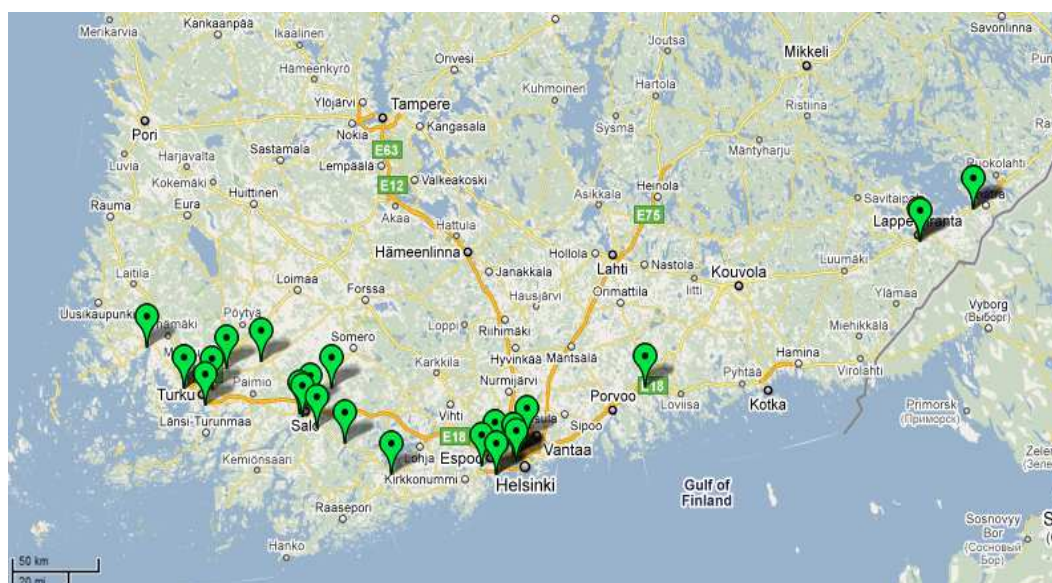 Merikarvia
Kankaanpää
Ikaalinen
Hämeenkyrö
Onvesi
Joutsa
Mikkeli
Savonlinna
Kuhmoinen
Hartola
Ristiina
Ylöjärvi
Tampere
Pori
Nokia
Kangasala
Sysmä
Mäntyharju
Luvia
Harjavalta
Sastamala
E63
Lempäälä
Kokemäki
E12
Valkeakoski
Huittinen
Heinola
Ruokolahti
Rauma
Eura
Akaa
Asikkala
E75
Savitaipale
Hattula
Hämeenlinna
Hollola
Lahti
Nastola
Kouvola
Luumäki
Laitila
Loimaa
Janakkala
Iitti
Orimattila
Forssa
Hausjärvi
Ylämaa
Uusikaupunki
Pöytyä
Loppi
Riihimäki
Vyborg
(Выборг)
Somero
Hyvinkää
Mäntsälä
Miehikkälä
Karkkila
Hamina
Virolahti
Turku
Paimio
Nurmijärvi
E18
Pyhtää
Kotka
Loviisa
Vihti
Porvoo
Primorsk
(Приморск)
Länsi-Turunmaa
Salo
Sipoo
E18
Lohja
Espoo
Vantaa
Kemiönsaari
Kirkkonummi
Helsinki
Gulf of
Finland
Raasepori
Sosnovyy
Bor
(Сосновый
Бор)
Hanko
50 km
20 mi